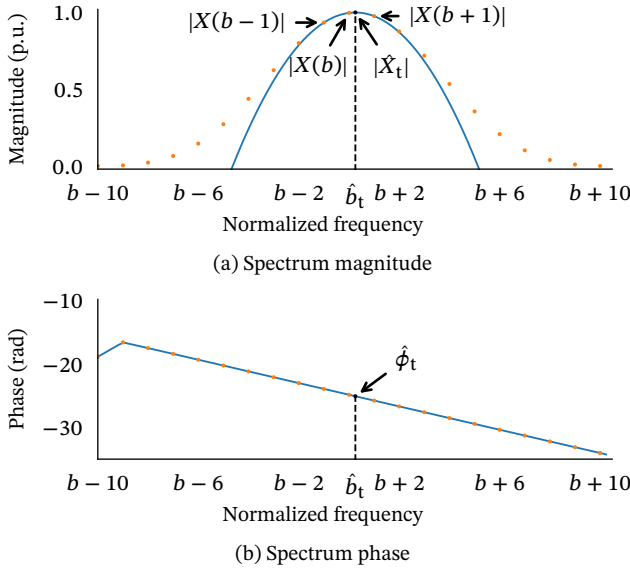 |X(b − 1)|
|X(b + 1)|
|X(b)|
|X̂ₜ|
Magnitude (p.u.)
1.0
0.5
0.0
b − 10 b − 6 b − 2 b̂ₜ b + 2 b + 6 b + 10
Normalized frequency
(a) Spectrum magnitude
Phase (rad)
−10
−20
−30
ϕ̂ₜ
b − 10 b − 6 b − 2 b̂ₜ b + 2 b + 6 b + 10
Normalized frequency
(b) Spectrum phase